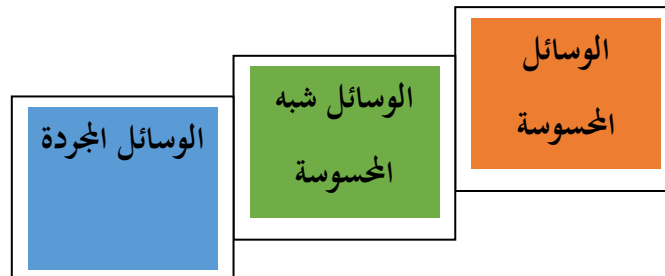 الوسائل
المحسوسة
الوسائل شبه
المحسوسة
الوسائل المجردة